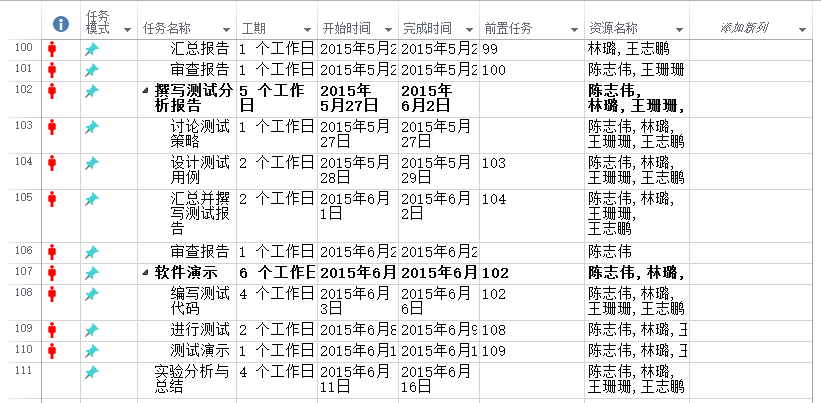 任务
模式 任务名称 工期 开始时间 完成时间 前置任务 资源名称 添加新列
100 汇总报告 1 个工作日 2015年5月2 2015年5月2 99 林璐, 王志鹏
101 审查报告 1 个工作日 2015年5月2 2015年5月2 100 陈志伟, 王珊珊
102 撰写测试分 5 个工作 2015年 2015年 陈志伟,
析报告 日 5月27日 6月2日 林璐, 王珊珊,
103 讨论测试 1 个工作日 2015年5月 2015年5月 陈志伟, 林璐,
策略 27日 27日 王珊珊, 王志鹏
104 设计测试 2 个工作日 2015年5月 2015年5月 103 陈志伟, 林璐,
用例 28日 29日 王珊珊, 王志鹏
105 汇总并撰 2 个工作日 2015年6月 2015年6月 104 陈志伟, 林璐,
写测试报 1日 2日 王珊珊,
告 王志鹏
106 审查报告 1 个工作日 2015年6月2 2015年6月2 陈志伟
107 软件演示 6 个工作日 2015年6月 2015年6月 102 陈志伟, 林璐,
108 编写测试 4 个工作日 2015年6月 2015年6月 102 陈志伟, 林璐,
代码 3日 6日 王珊珊, 王志鹏
109 进行测试 2 个工作日 2015年6月8 2015年6月9 108 陈志伟, 林璐, 王
110 测试演示 1 个工作日 2015年6月1 2015年6月1 109 陈志伟, 林璐, 王
111 实验分析与 4 个工作日 2015年6月 2015年6月 陈志伟, 林璐,
总结 11日 16日 王珊珊, 王志鹏